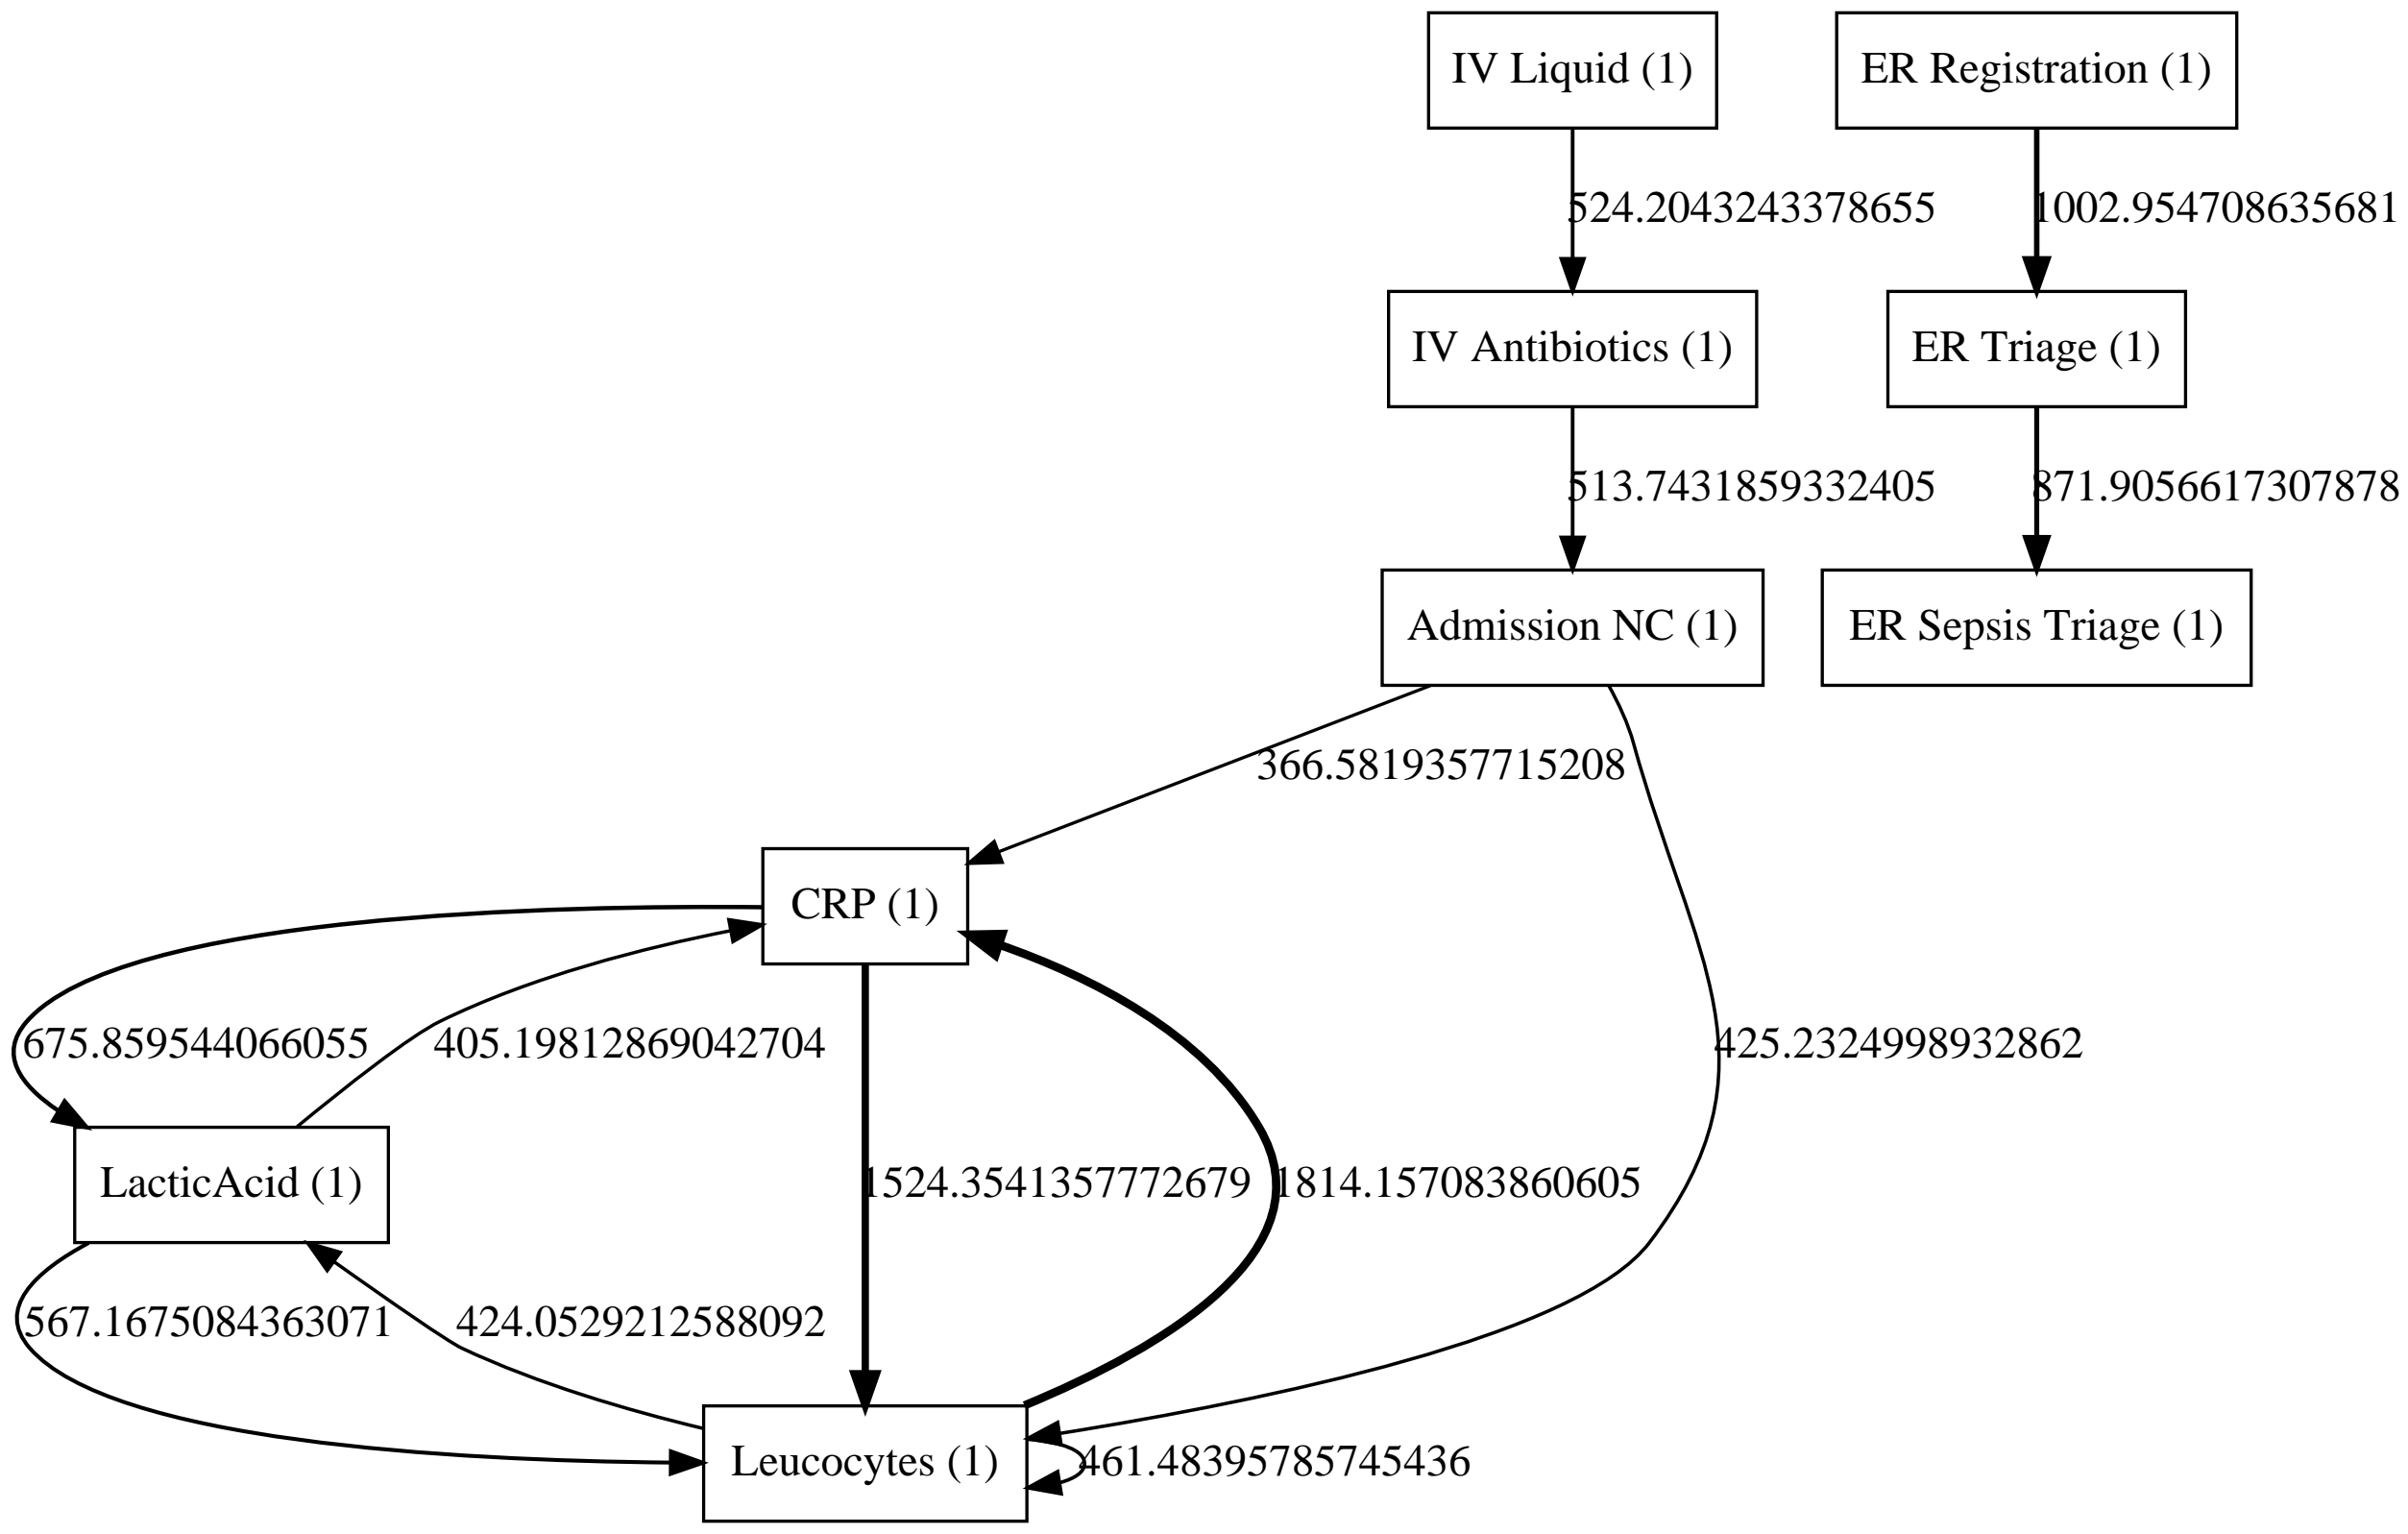 IV Liquid (1)
ER Registration (1)
524.2043243378655
1002.954708635681
IV Antibiotics (1)
ER Triage (1)
513.7431859332405
871.9056617307878
Admission NC (1)
ER Sepsis Triage (1)
366.5819357715208
CRP (1)
675.859544066055
405.19812869042704
425.2324998932862
LacticAcid (1)
1524.3541357772679
1814.157083860605
567.1675084363071
424.0529212588092
Leucocytes (1)
461.48395785745436